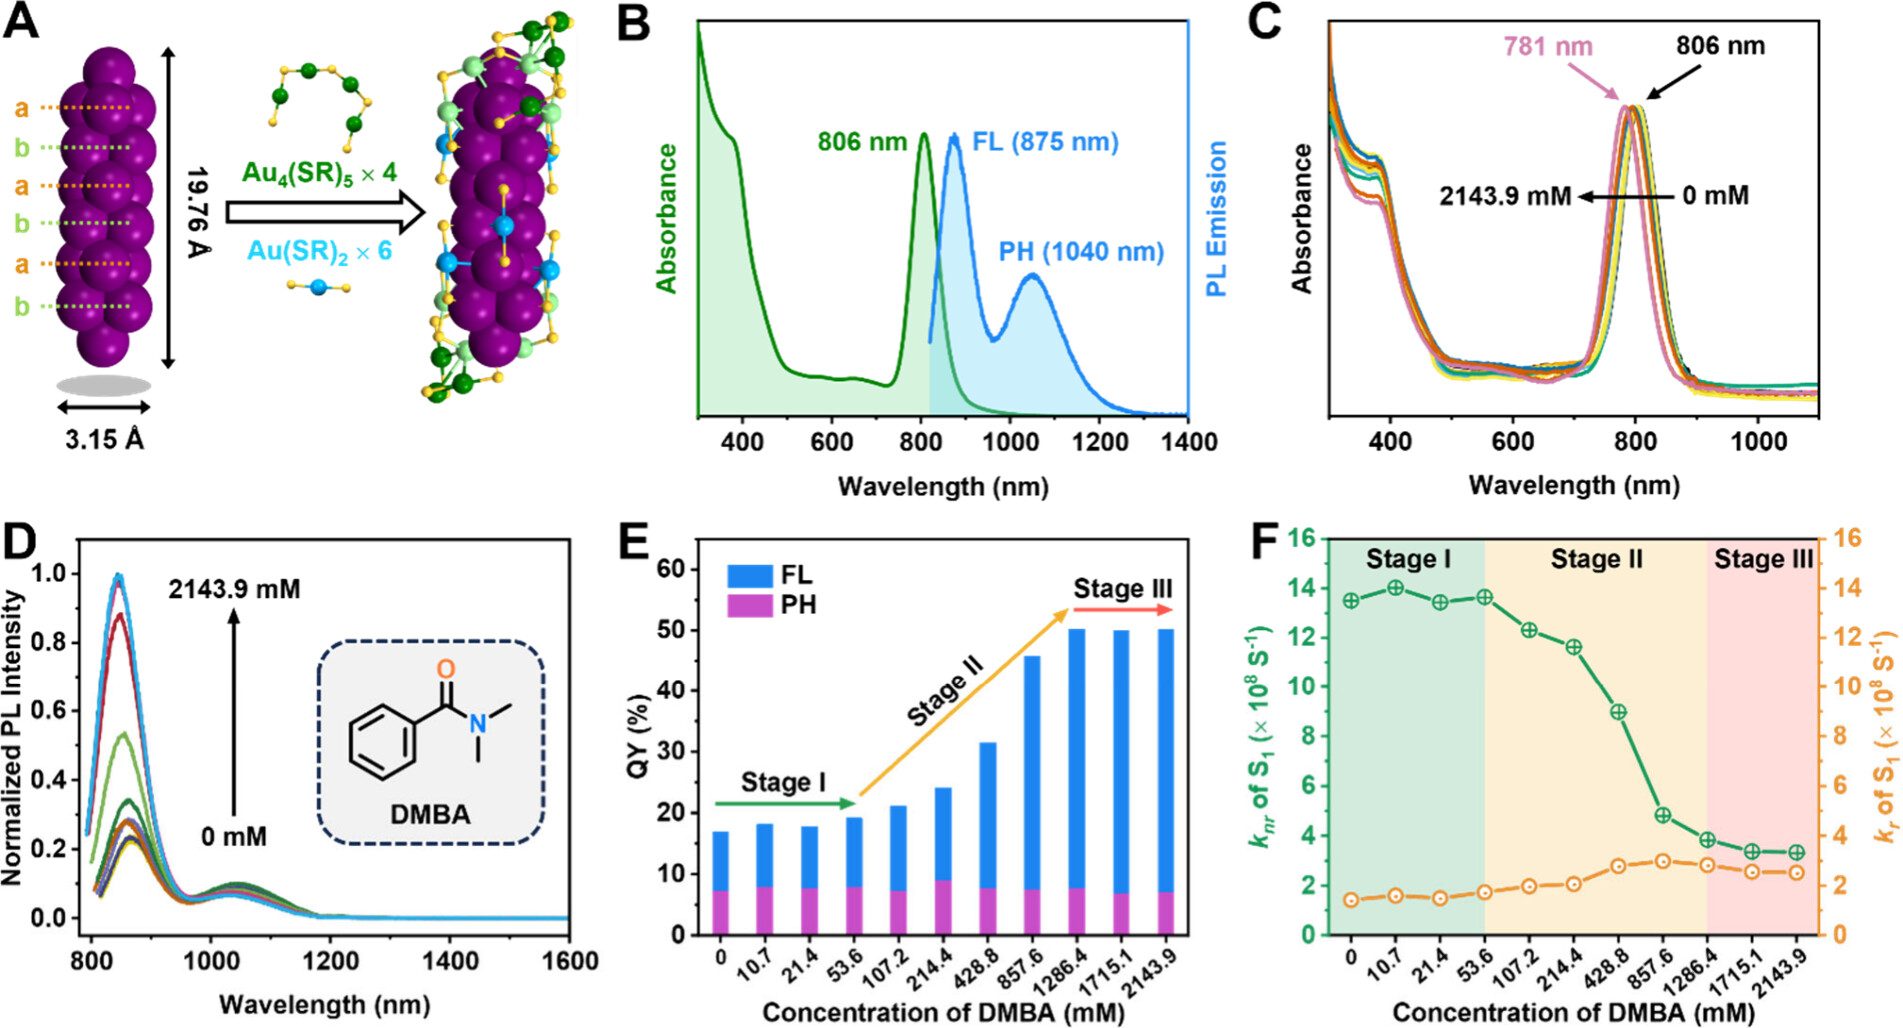 A
a
b
a
b
a
b
19.76 Å
3.15 Å
Au4(SR)5 × 4
Au(SR)2 × 6
B
Absorbance
806 nm
FL (875 nm)
PH (1040 nm)
PL Emission
400 600 800 1000 1200 1400
Wavelength (nm)
C
Absorbance
781 nm
806 nm
2143.9 mM
0 mM
400 600 800 1000
Wavelength (nm)
D
Normalized PL Intensity
1.0
0.8
0.6
0.4
0.2
0.0
2143.9 mM
0 mM
O
N
DMBA
800 1000 1200 1400 1600
Wavelength (nm)
E
QY (%)
60
50
40
30
20
10
0
FL
PH
Stage I
Stage II
Stage III
0 10.7 21.4 53.6 107.2 214.4 428.8 857.6 1286.4 1715.1 2143.9
Concentration of DMBA (mM)
F
knr of S1 (× 10^8 S^-1)
16
14
12
10
8
6
4
2
0
Stage I
Stage II
Stage III
16
14
12
10
8
6
4
2
0
kr of S1 (× 10^8 S^-1)
0 10.7 21.4 53.6 107.2 214.4 428.8 857.6 1286.4 1715.1 2143.9
Concentration of DMBA (mM)